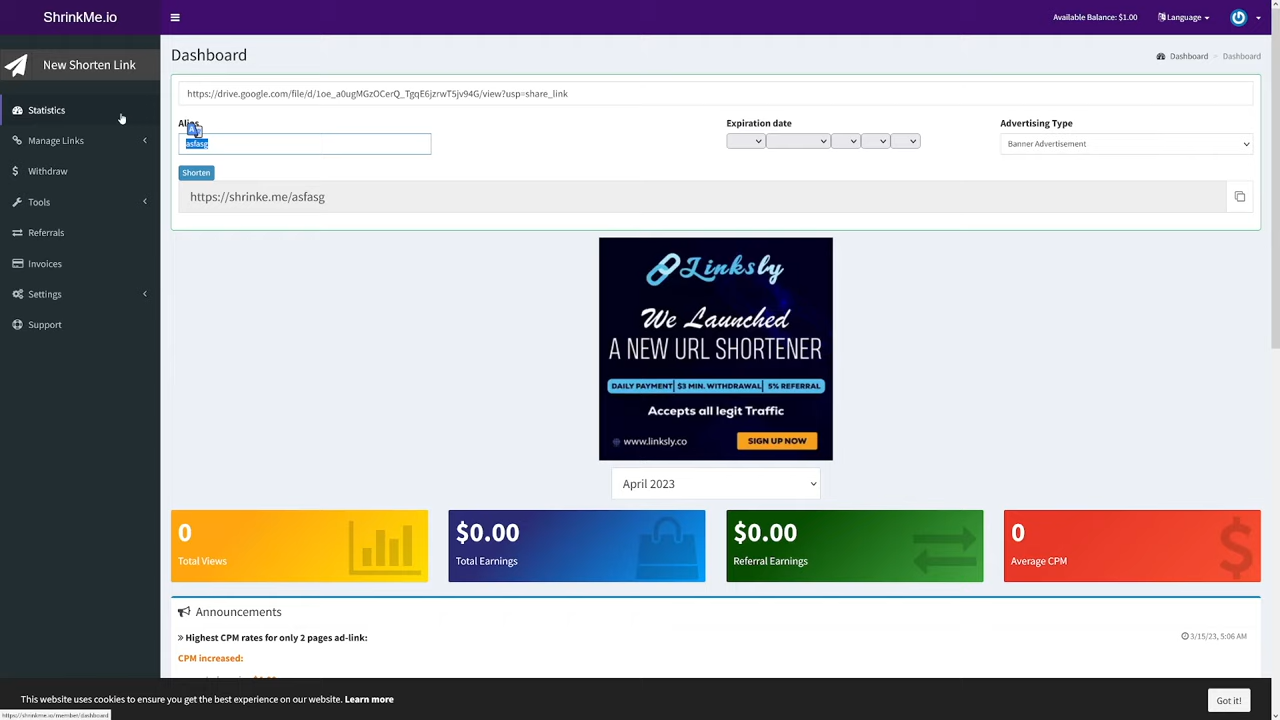 ShrinkMe.io
Available Balance: $1.00
Language
New Shorten Link
Statistics
Manage Links
Withdraw
Tools
Referrals
Invoices
Settings
Support
Dashboard
Dashboard > Dashboard
https://drive.google.com/file/d/1oe_a0ugMGzOCerQ_TgqE6jzrwT5jv94G/view?usp=share_link
Alias
Expiration date
Advertising Type
asfasg
Banner Advertisement
Shorten
https://shrinke.me/asfasg
Linksly
We Launched
A NEW URL SHORTENER
DAILY PAYMENT| $3 MIN. WITHDRAWAL| 5% REFERRAL
Accepts all legit Traffic
www.linksly.co
SIGN UP NOW
April 2023
0
Total Views
$0.00
Total Earnings
$0.00
Referral Earnings
0
Average CPM
Announcements
» Highest CPM rates for only 2 pages ad-link:
3/15/23, 5:06 AM
CPM increased:
This website uses cookies to ensure you get the best experience on our website. Learn more
Got it!
https://shrinkme.io/member/dashboard